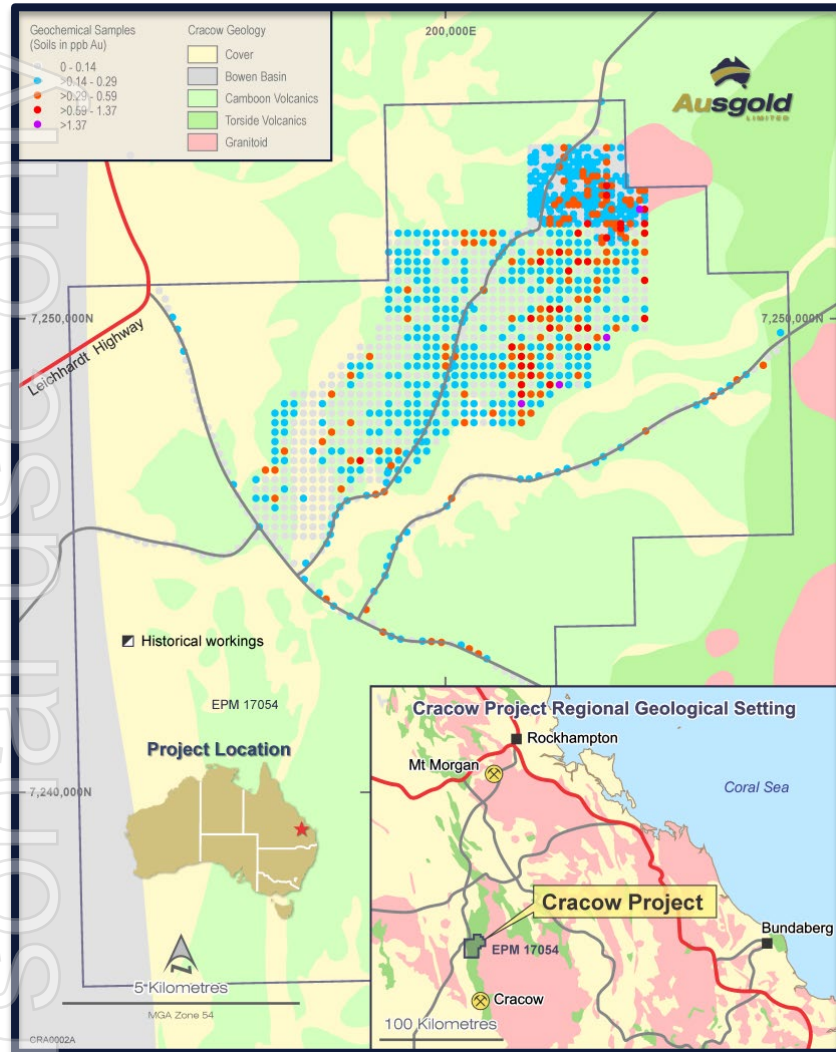 Geochemical Samples
(Soils in ppb Au)
0 - 0.14
>0.14 - 0.29
>0.29 - 0.59
>0.59 - 1.37
>1.37
Cracow Geology
Cover
Bowen Basin
Camboon Volcanics
Torside Volcanics
Granitoid
200,000E
Ausgold
LIMITED
7,250,000N
7,250,000N
Leichhardt Highway
Historical workings
EPM 17054
Project Location
7,240,000N
5 Kilometres
MGA Zone 54
CRA0002A
Cracow Project Regional Geological Setting
Rockhampton
Mt Morgan
Coral Sea
Cracow Project
Bundaberg
EPM 17054
Cracow
100 Kilometres
sonal use only